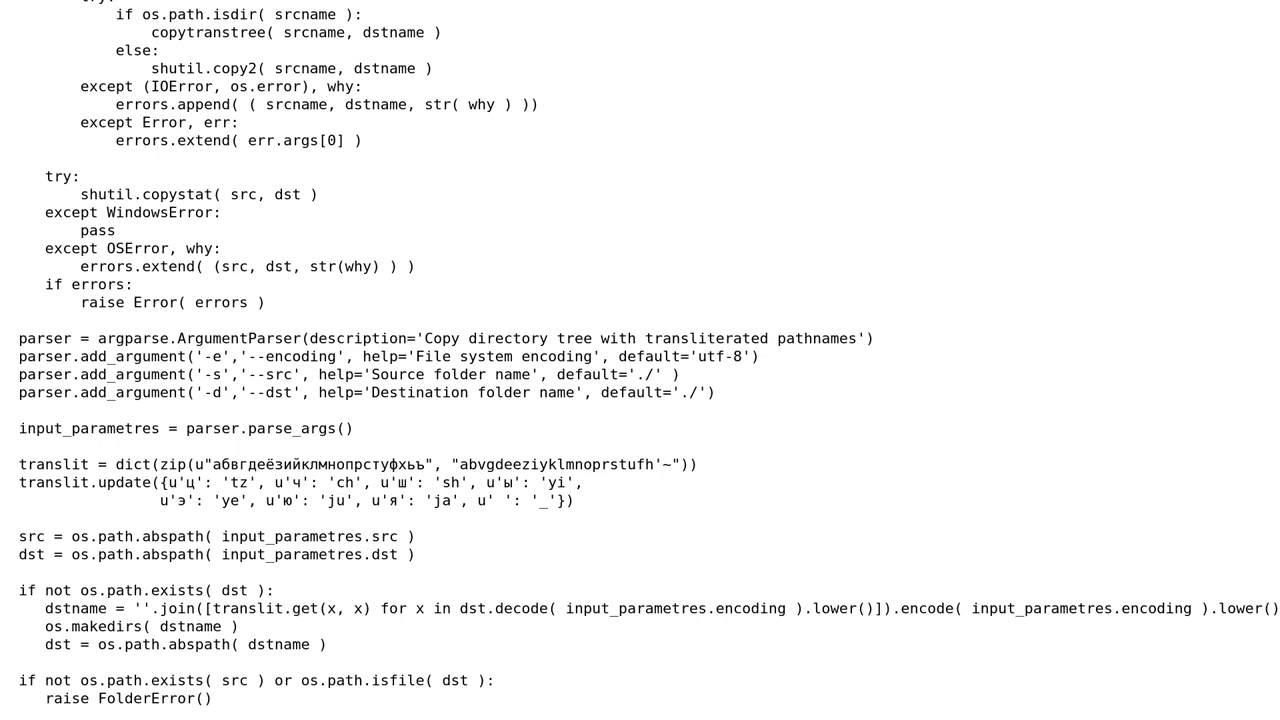 try:
if os.path.isdir( srcname ):
copytranstree( srcname, dstname )
else:
shutil.copy2( srcname, dstname )
except (IOError, os.error), why:
errors.append( ( srcname, dstname, str( why ) ))
except Error, err:
errors.extend( err.args[0] )
try:
shutil.copystat( src, dst )
except WindowsError:
pass
except OSError, why:
errors.extend( (src, dst, str(why) ) )
if errors:
raise Error( errors )
parser = argparse.ArgumentParser(description='Copy directory tree with transliterated pathnames')
parser.add_argument('-e','--encoding', help='File system encoding', default='utf-8')
parser.add_argument('-s','--src', help='Source folder name', default='./' )
parser.add_argument('-d','--dst', help='Destination folder name', default='./')
input_parametres = parser.parse_args()
translit = dict(zip(u"абвгдеёзийклмнопрстуфхьъ", "abvgdeeziyklmnoprstufh'~"))
translit.update({u'ц': 'tz', u'ч': 'ch', u'ш': 'sh', u'ы': 'yi',
u'э': 'ye', u'ю': 'ju', u'я': 'ja', u' ': '_'})
src = os.path.abspath( input_parametres.src )
dst = os.path.abspath( input_parametres.dst )
if not os.path.exists( dst ):
dstname = ''.join([translit.get(x, x) for x in dst.decode( input_parametres.encoding ).lower()]).encode( input_parametres.encoding ).lower()
os.makedirs( dstname )
dst = os.path.abspath( dstname )
if not os.path.exists( src ) or os.path.isfile( dst ):
raise FolderError()